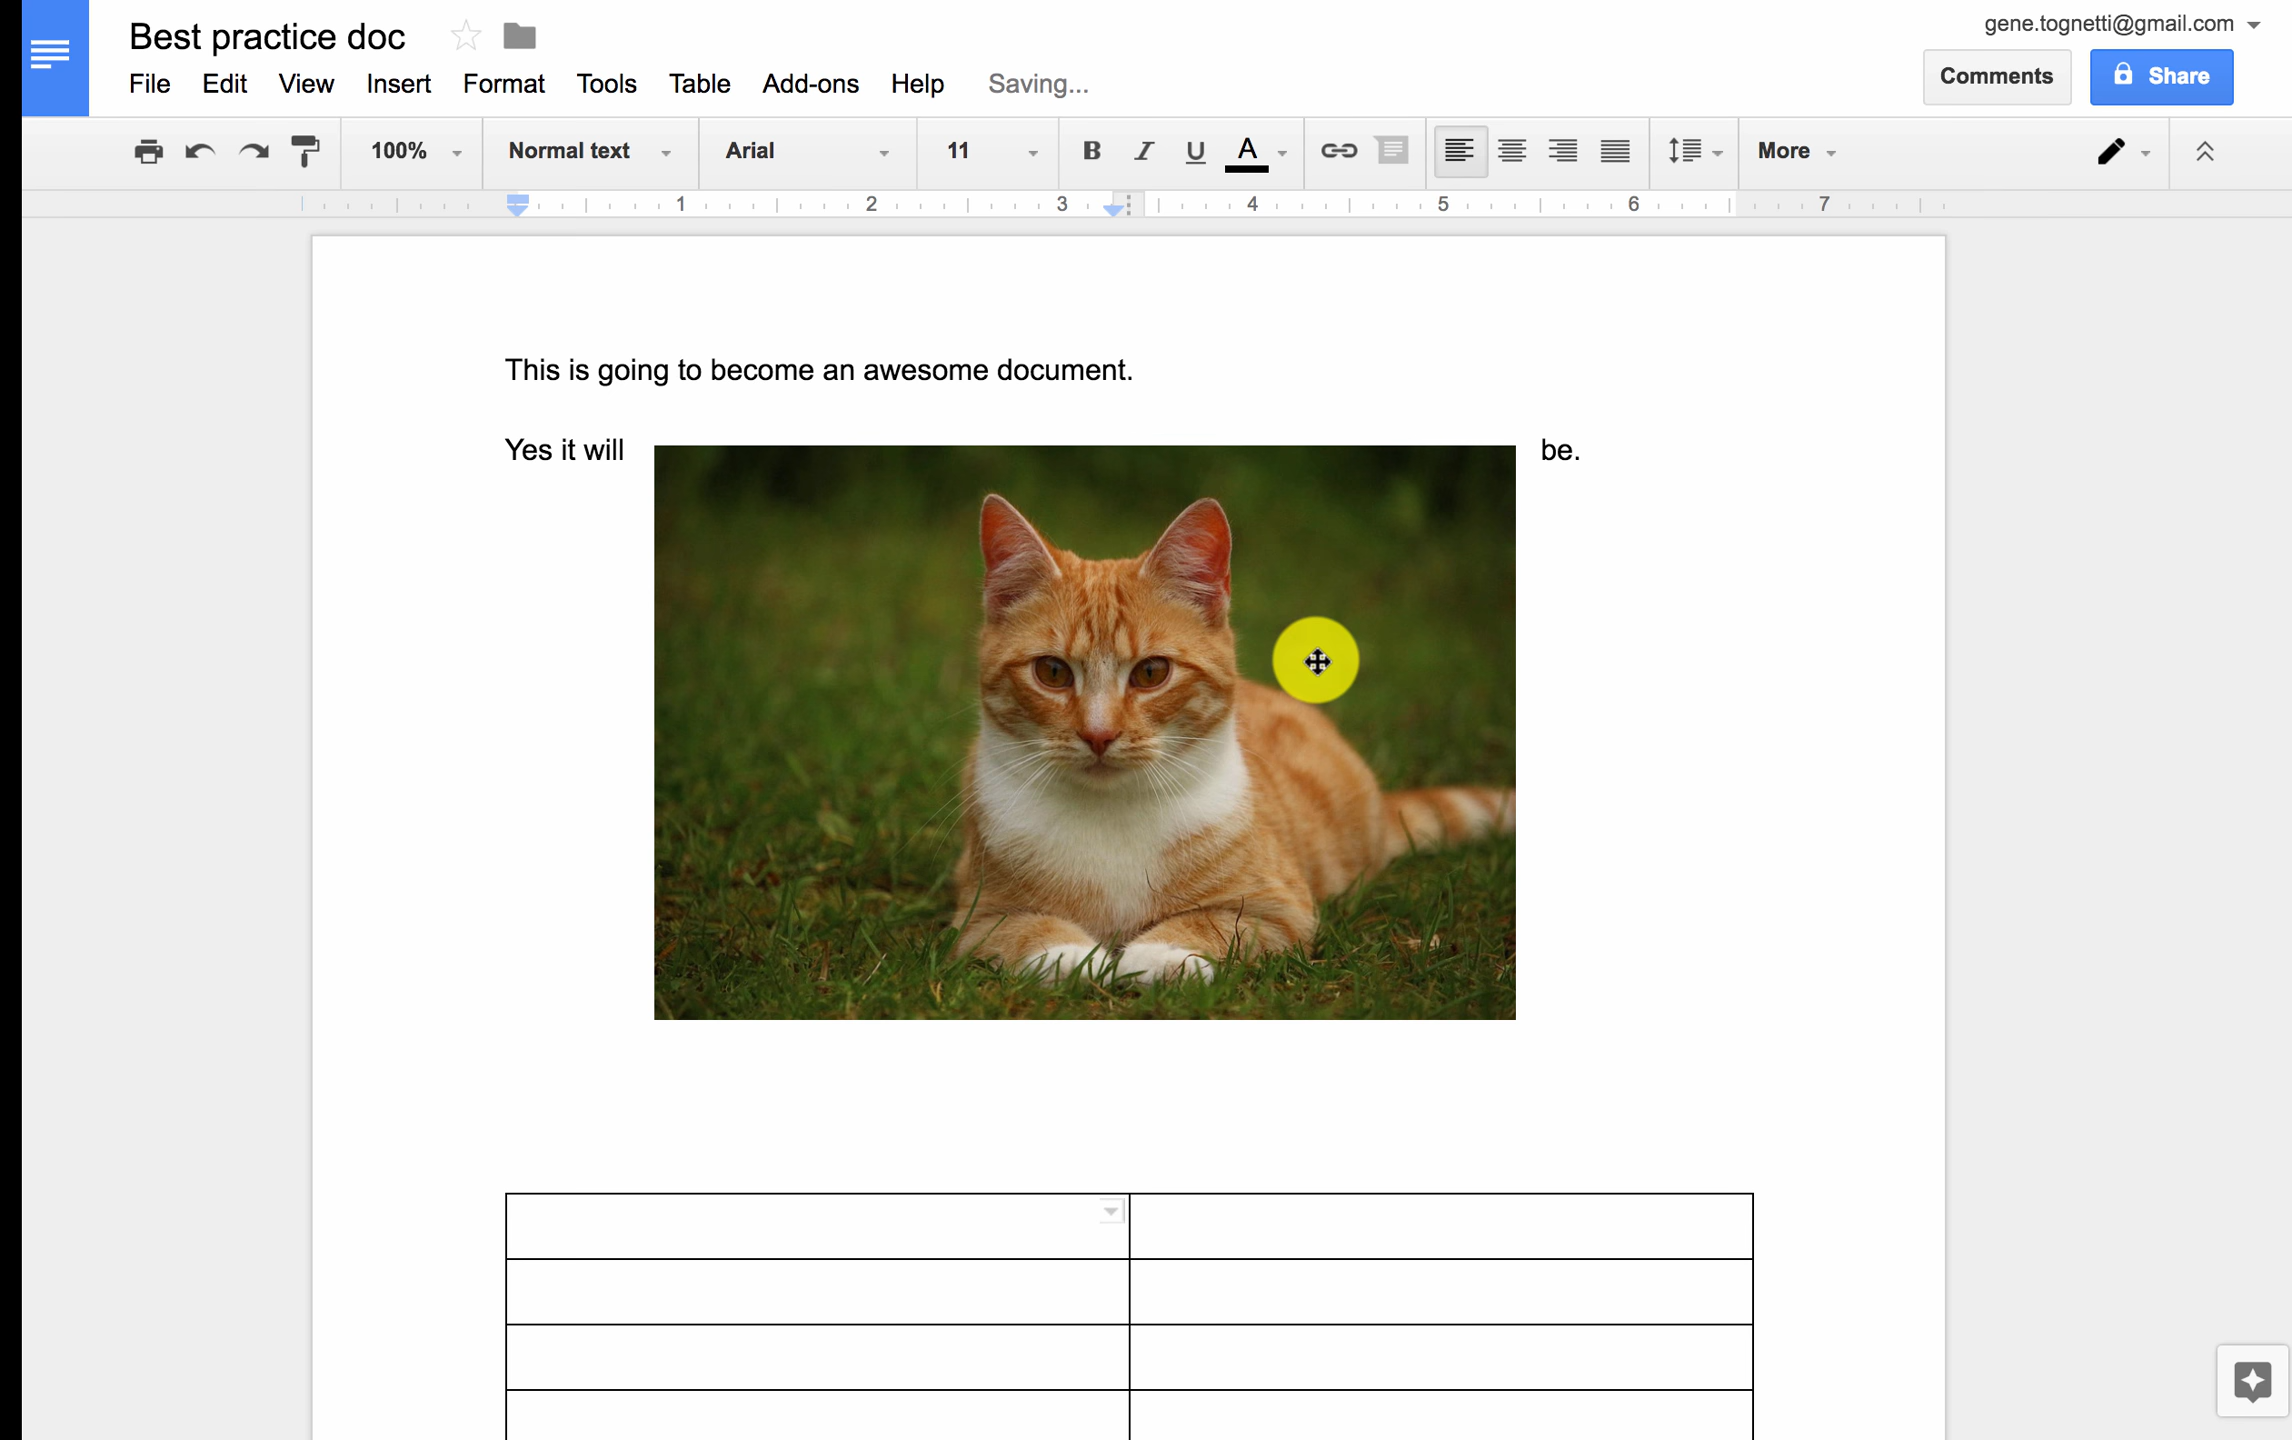 Best practice doc
gene.tognetti@gmail.com
File Edit View Insert Format Tools Table Add-ons Help Saving...
Comments Share
100% Normal text Arial 11 B I U A More
1 2 3 4 5 6 7
This is going to become an awesome document.
Yes it will be.